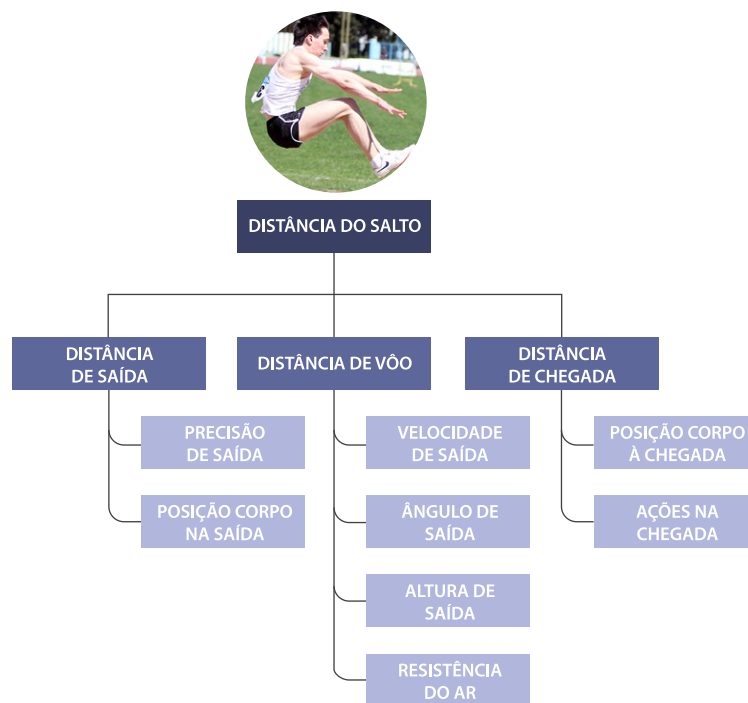 DISTÂNCIA DO SALTO
DISTÂNCIA
DE SAÍDA
DISTÂNCIA DE VÔO
DISTÂNCIA
DE CHEGADA
PRECISÃO
DE SAÍDA
POSIÇÃO CORPO
NA SAÍDA
VELOCIDADE
DE SAÍDA
ÂNGULO DE
SAÍDA
ALTURA DE
SAÍDA
RESISTÊNCIA
DO AR
POSIÇÃO CORPO
À CHEGADA
AÇÕES NA
CHEGADA